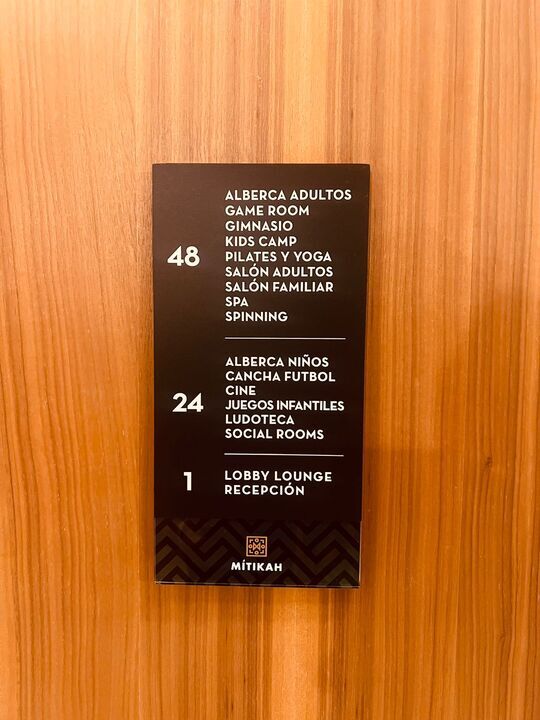 48
ALBERCA ADULTOS
GAME ROOM
GIMNASIO
KIDS CAMP
PILATES Y YOGA
SALÓN ADULTOS
SALÓN FAMILIAR
SPA
SPINNING
24
ALBERCA NIÑOS
CANCHA FUTBOL
CINE
JUEGOS INFANTILES
LUDOTECA
SOCIAL ROOMS
1
LOBBY LOUNGE
RECEPCIÓN
MÍTIKAH